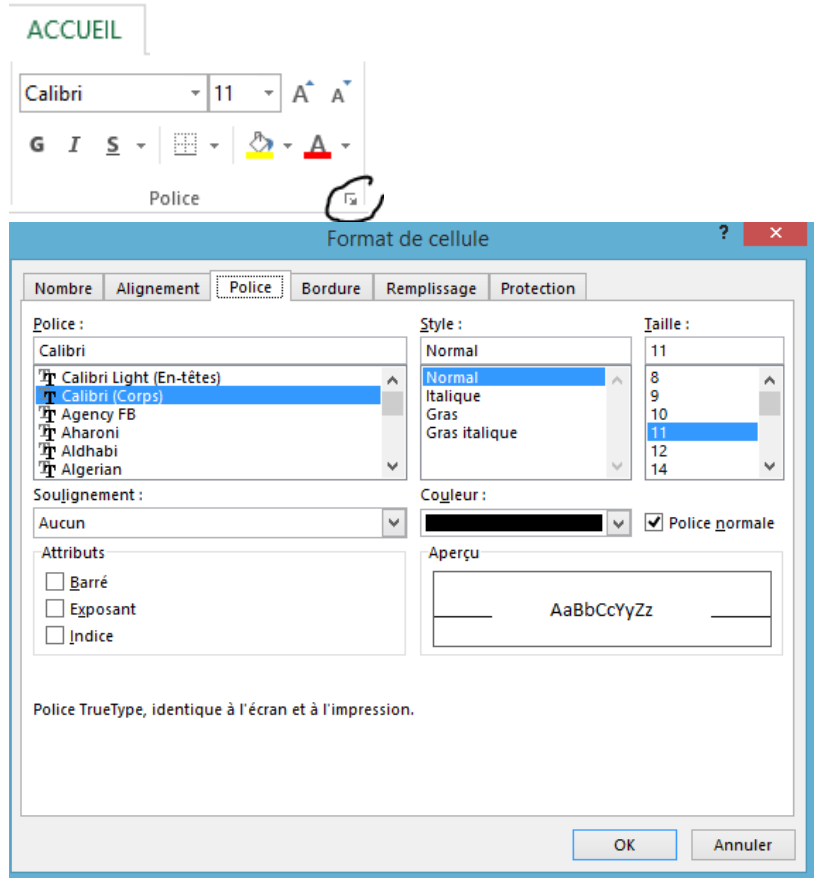 ACCUEIL
Calibri 11 A A
G I S A
Police
Format de cellule ?
Nombre Alignement Police Bordure Remplissage Protection
Police : Style : Taille :
Calibri Normal 11
Calibri Light (En-têtes) Normal 8
Calibri (Corps) Italique 9
Agency FB Gras 10
Aharoni Gras italique 11
Aldhabi 12
Algerian 14
Soulignement : Couleur :
Aucun Police normale
Attributs Aperçu
Barré
Exposant AaBbCcYyZz
Indice
Police TrueType, identique à l'écran et à l'impression.
OK Annuler